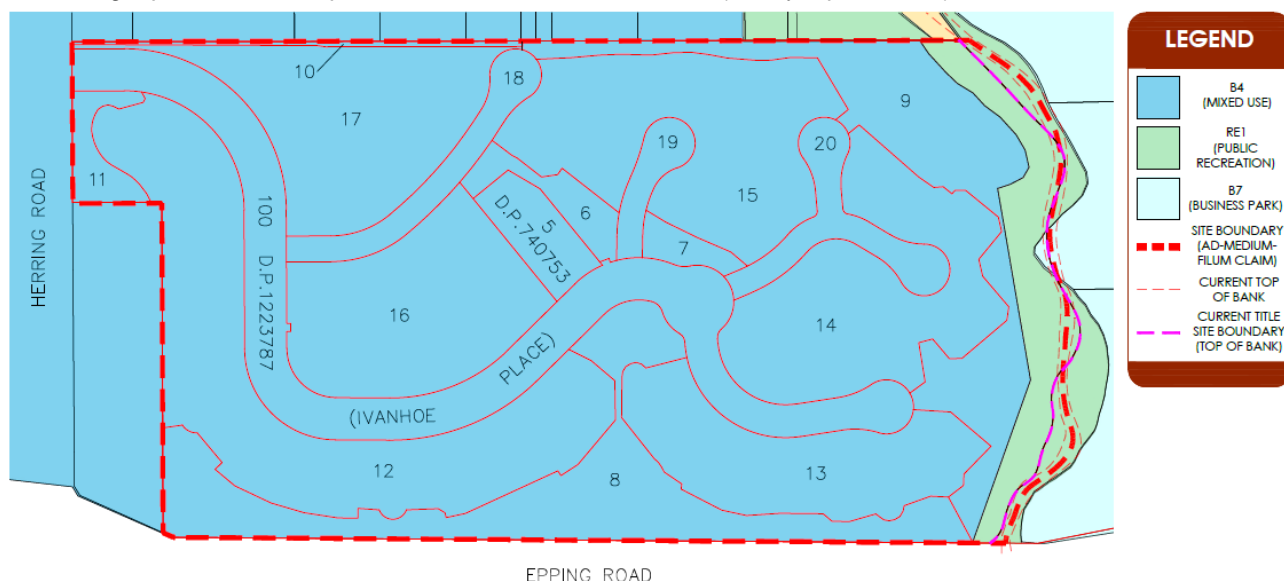 10
18
17
9
19
20
11
15
6
100 D.P.1223787
5
D.P.740753
7
HERRING ROAD
16
14
(IVANHOE PLACE)
12
8
13
EPPING ROAD
LEGEND
B4
(MIXED USE)
RE1
(PUBLIC
RECREATION)
B7
(BUSINESS PARK)
SITE BOUNDARY
(AD-MEDIUM-
FILUM CLAIM)
CURRENT TOP
OF BANK
CURRENT TITLE
SITE BOUNDARY
(TOP OF BANK)